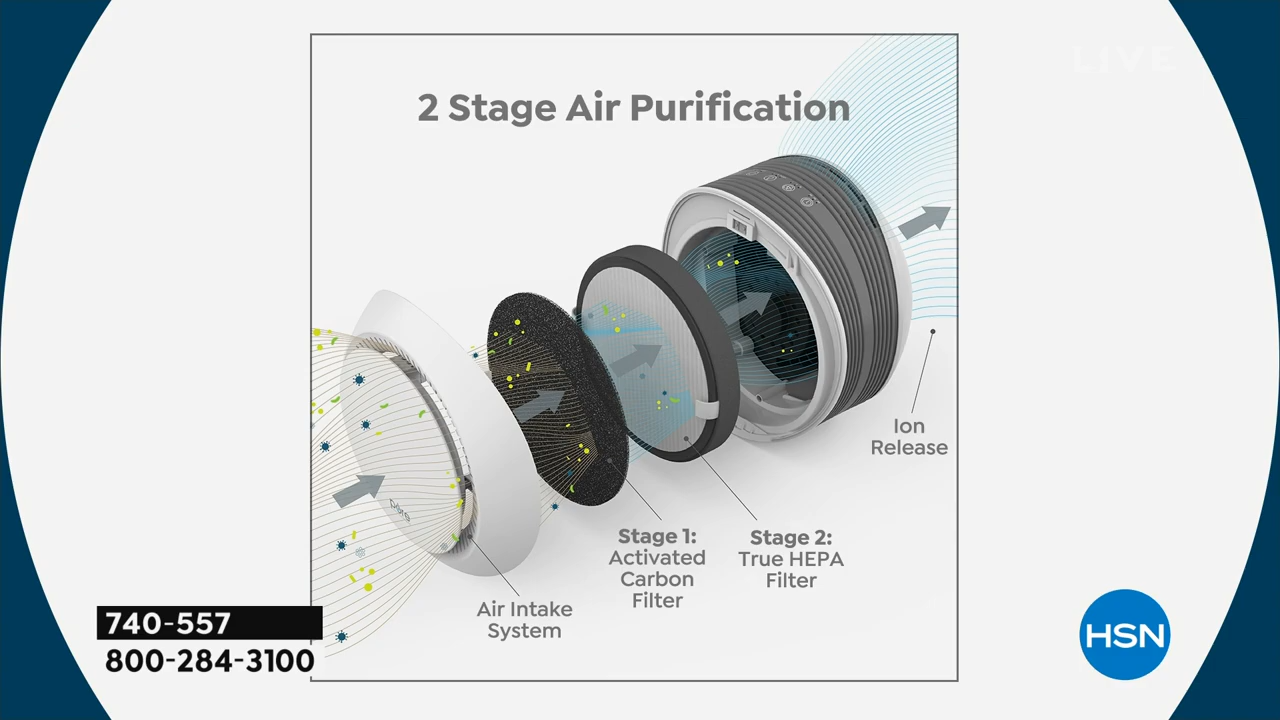 LIVE
2 Stage Air Purification
Ion
Release
Stage 1:
Activated
Carbon
Filter
Stage 2:
True HEPA
Filter
Air Intake
System
pure
740-557
800-284-3100
HSN